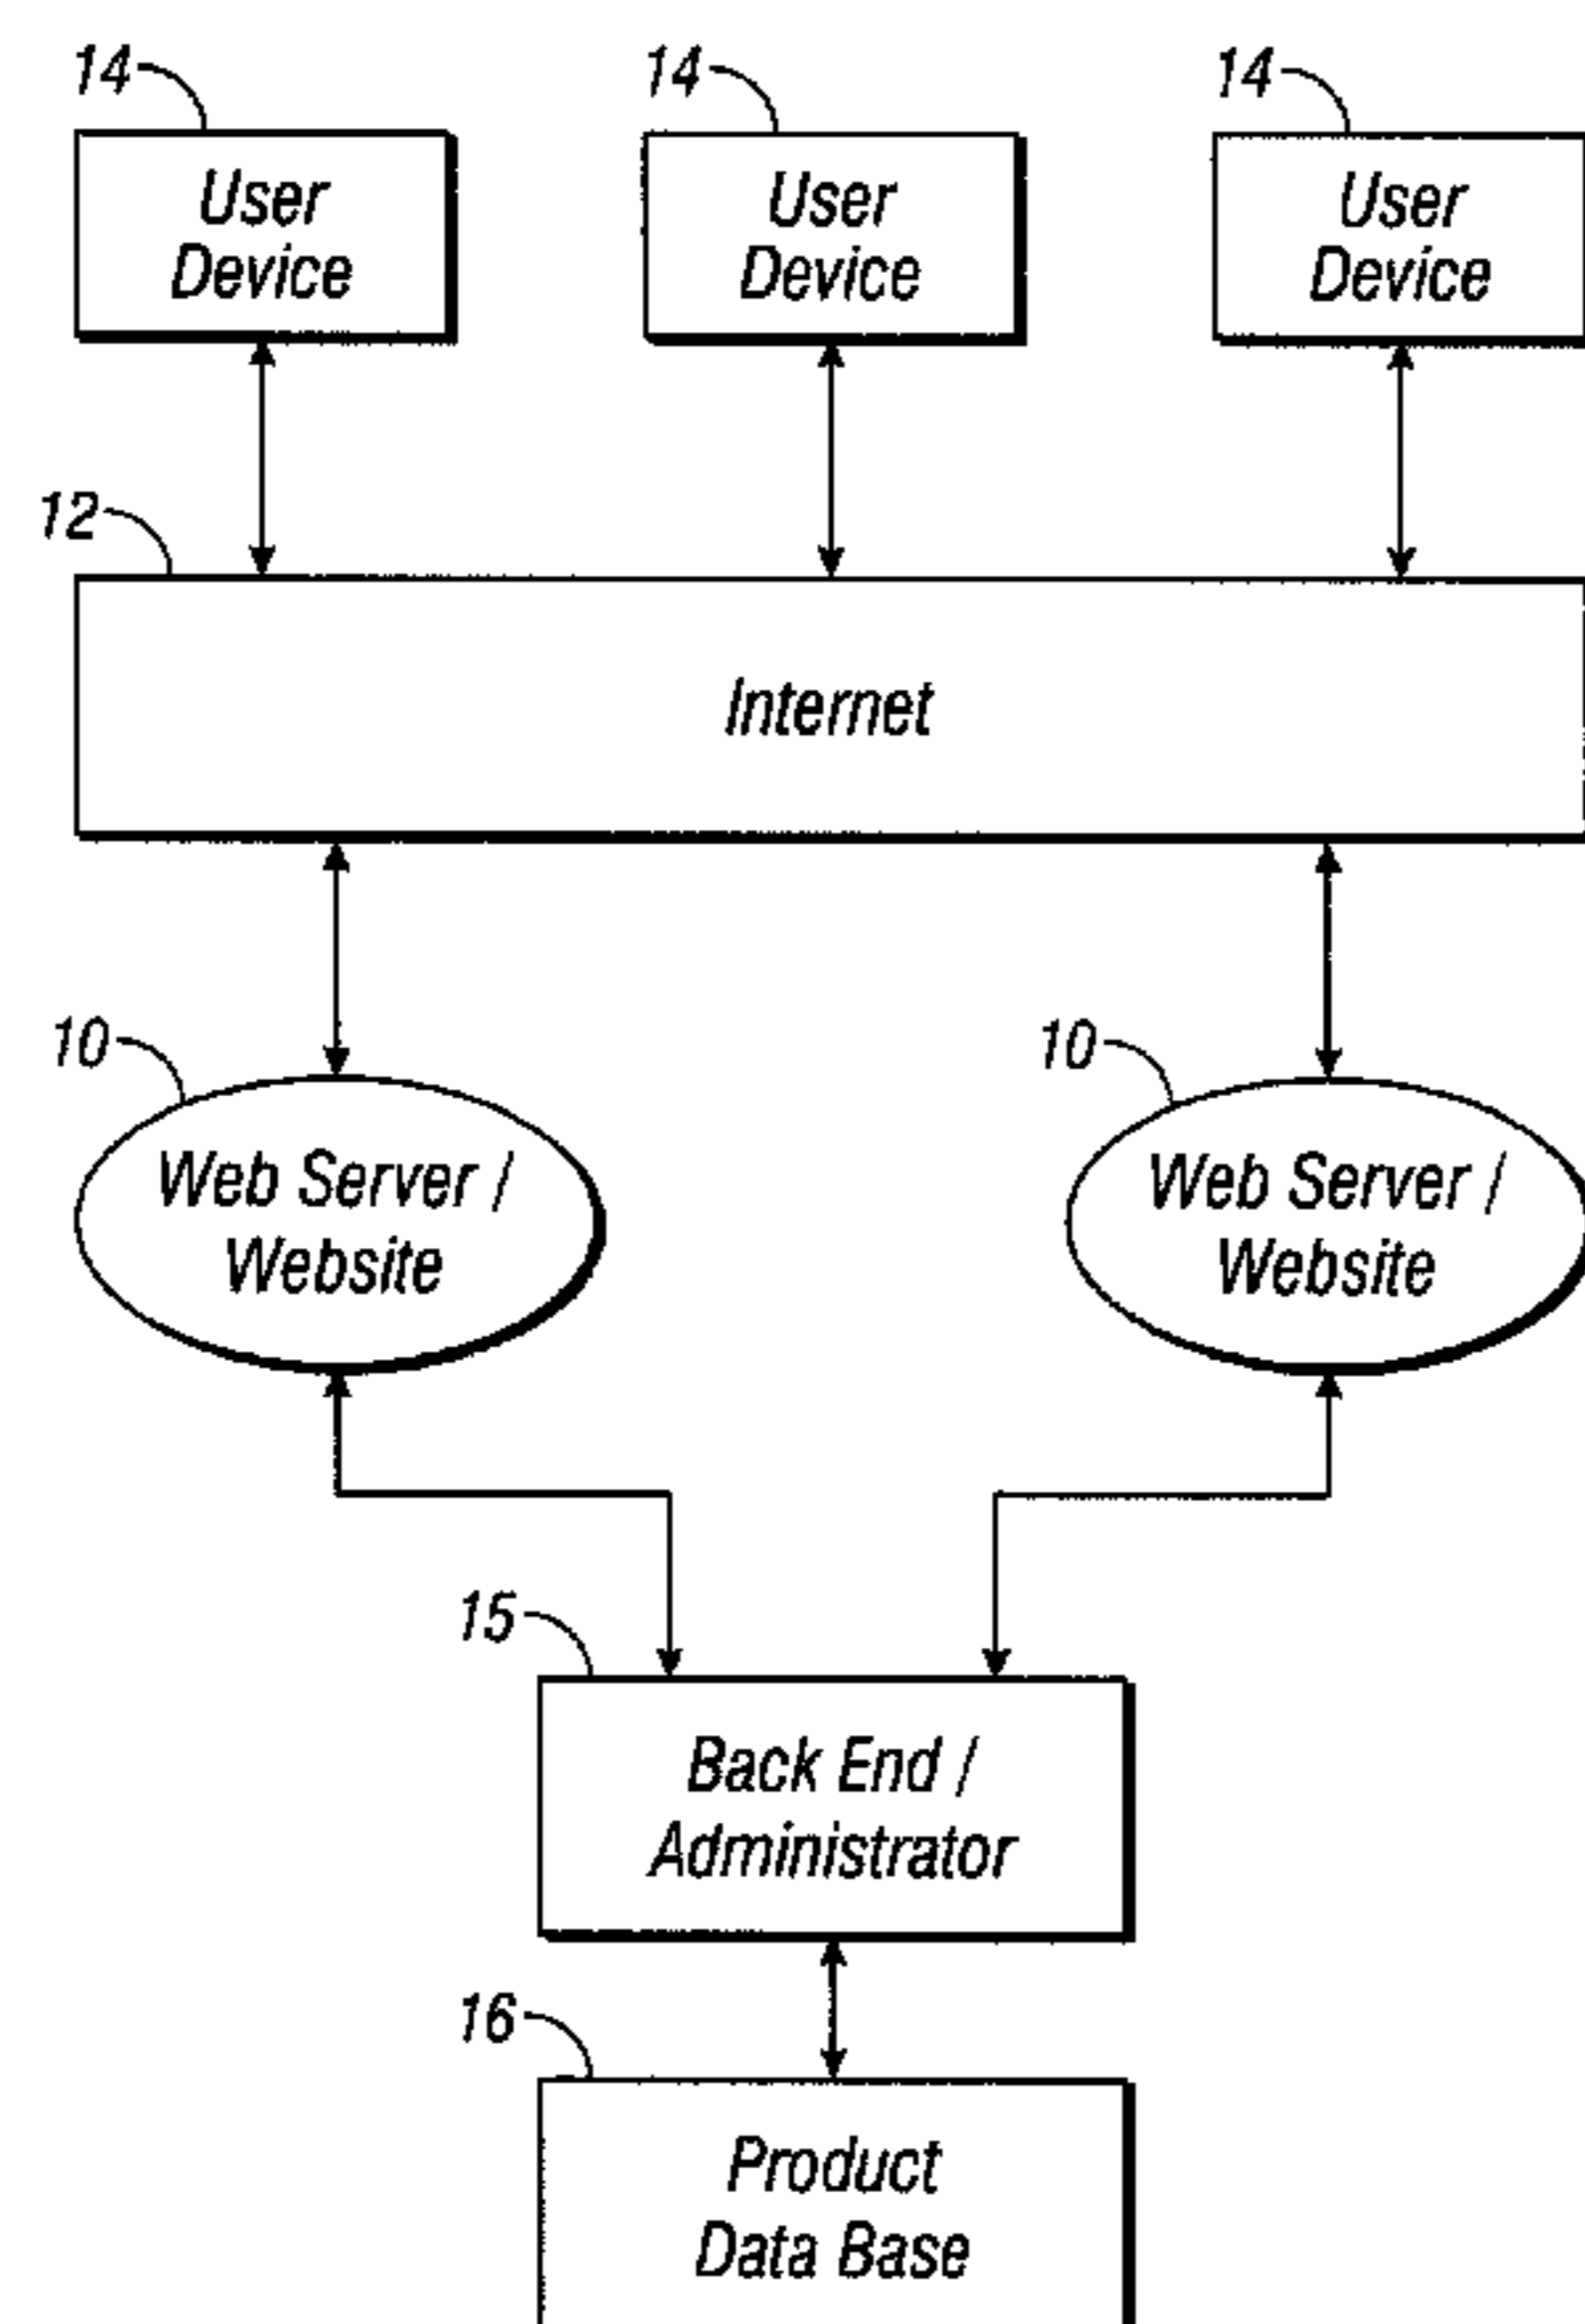 14 14 14
User Device
User Device
User Device
12
Internet
10 10
Web Server /
Website
Web Server /
Website
15
Back End /
Administrator
16
Product
Data Base